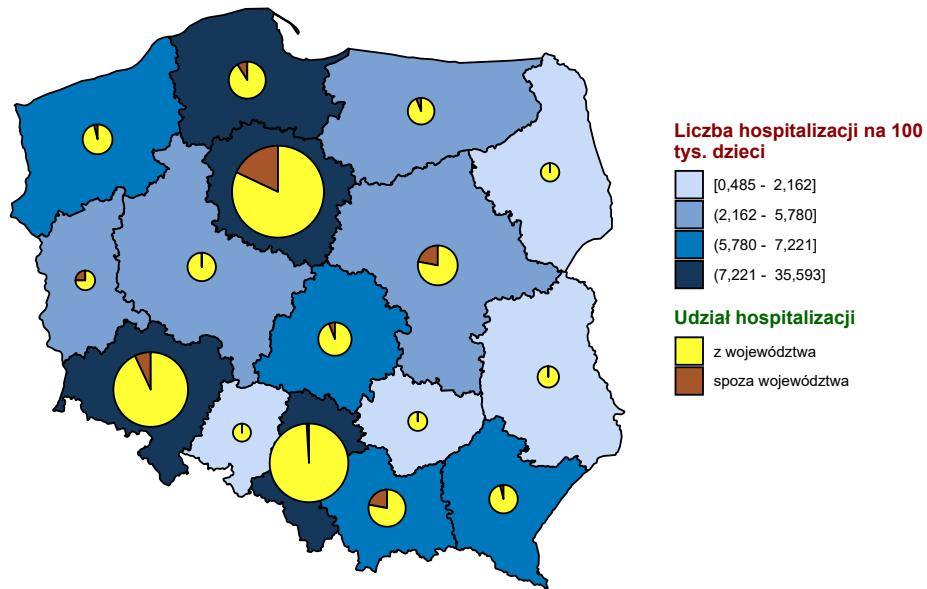 Liczba hospitalizacji na 100
tys. dzieci
[0,485 - 2,162]
(2,162 - 5,780]
(5,780 - 7,221]
(7,221 - 35,593]
Udział hospitalizacji
z województwa
spoza województwa